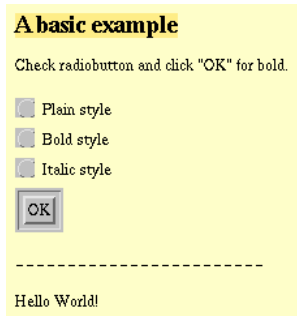 A basic example
Check radiobutton and click "OK" for bold.
Plain style
Bold style
Italic style
OK
------------------------
Hello World!